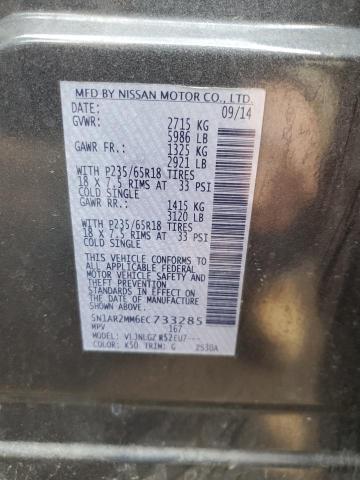 MFD BY NISSAN MOTOR CO., LTD.
DATE: 09/14
GVWR: 2715 KG
5986 LB
GAWR FR.: 1325 KG
2921 LB
WITH P235/65R18 TIRES
18 X 7.5 RIMS AT 33 PSI
COLD SINGLE
GAWR RR.: 1415 KG
3120 LB
WITH P235/65R18 TIRES
18 X 7.5 RIMS AT 33 PSI
COLD SINGLE
THIS VEHICLE CONFORMS TO ALL
APPLICABLE FEDERAL
MOTOR VEHICLE SAFETY AND
THEFT PREVENTION
STANDARDS IN EFFECT
ON THE DATE OF
MANUFACTURE SHOWN ABOVE.
5N1AR2MM6EC733285
MPV 167
MODEL:
COLOR: K50 TRIM: G 2530A